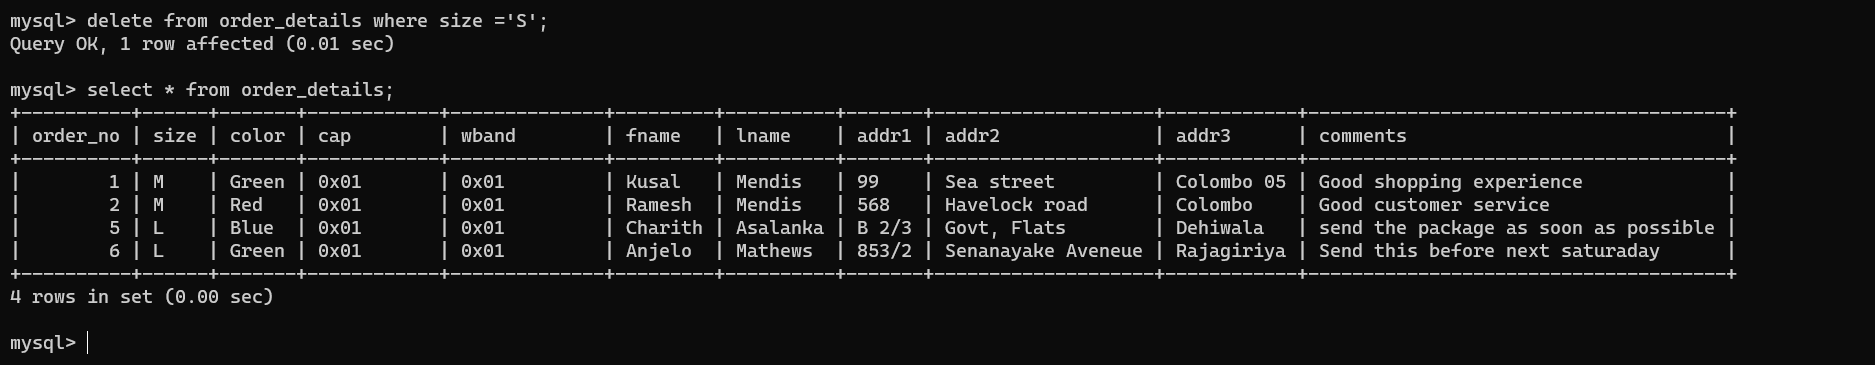 mysql> delete from order_details where size ='S';
Query OK, 1 row affected (0.01 sec)
mysql> select * from order_details;
+----------+------+-------+------------+--------------+---------+----------+-------+--------------------+------------+--------------------------------------+
| order_no | size | color | cap        | wband        | fname   | lname    | addr1 | addr2              | addr3      | comments                             |
+----------+------+-------+------------+--------------+---------+----------+-------+--------------------+------------+--------------------------------------+
|        1 | M    | Green | 0x01       | 0x01         | Kusal   | Mendis   | 99    | Sea street         | Colombo 05 | Good shopping experience             |
|        2 | M    | Red   | 0x01       | 0x01         | Ramesh  | Mendis   | 568   | Havelock road      | Colombo    | Good customer service                |
|        5 | L    | Blue  | 0x01       | 0x01         | Charith | Asalanka | B 2/3 | Govt, Flats        | Dehiwala   | send the package as soon as possible |
|        6 | L    | Green | 0x01       | 0x01         | Anjelo  | Mathews  | 853/2 | Senanayake Aveneue | Rajagiriya | Send this before next saturaday      |
+----------+------+-------+------------+--------------+---------+----------+-------+--------------------+------------+--------------------------------------+
4 rows in set (0.00 sec)
mysql>